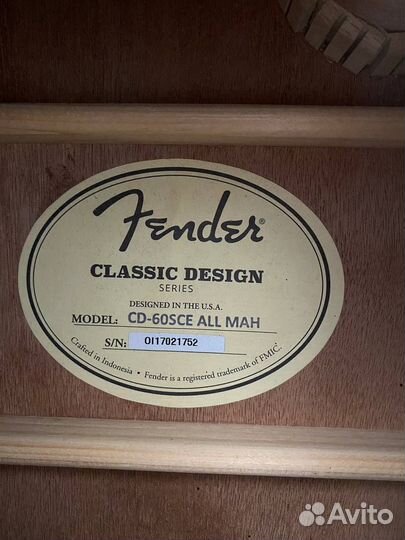 Fender®
CLASSIC DESIGN
SERIES
DESIGNED IN THE U.S.A.
MODEL: CD-60SCE ALL MAH
S/N: OI17021752
Crafted in Indonesia • Fender is a registered trademark of FMIC.
Avito